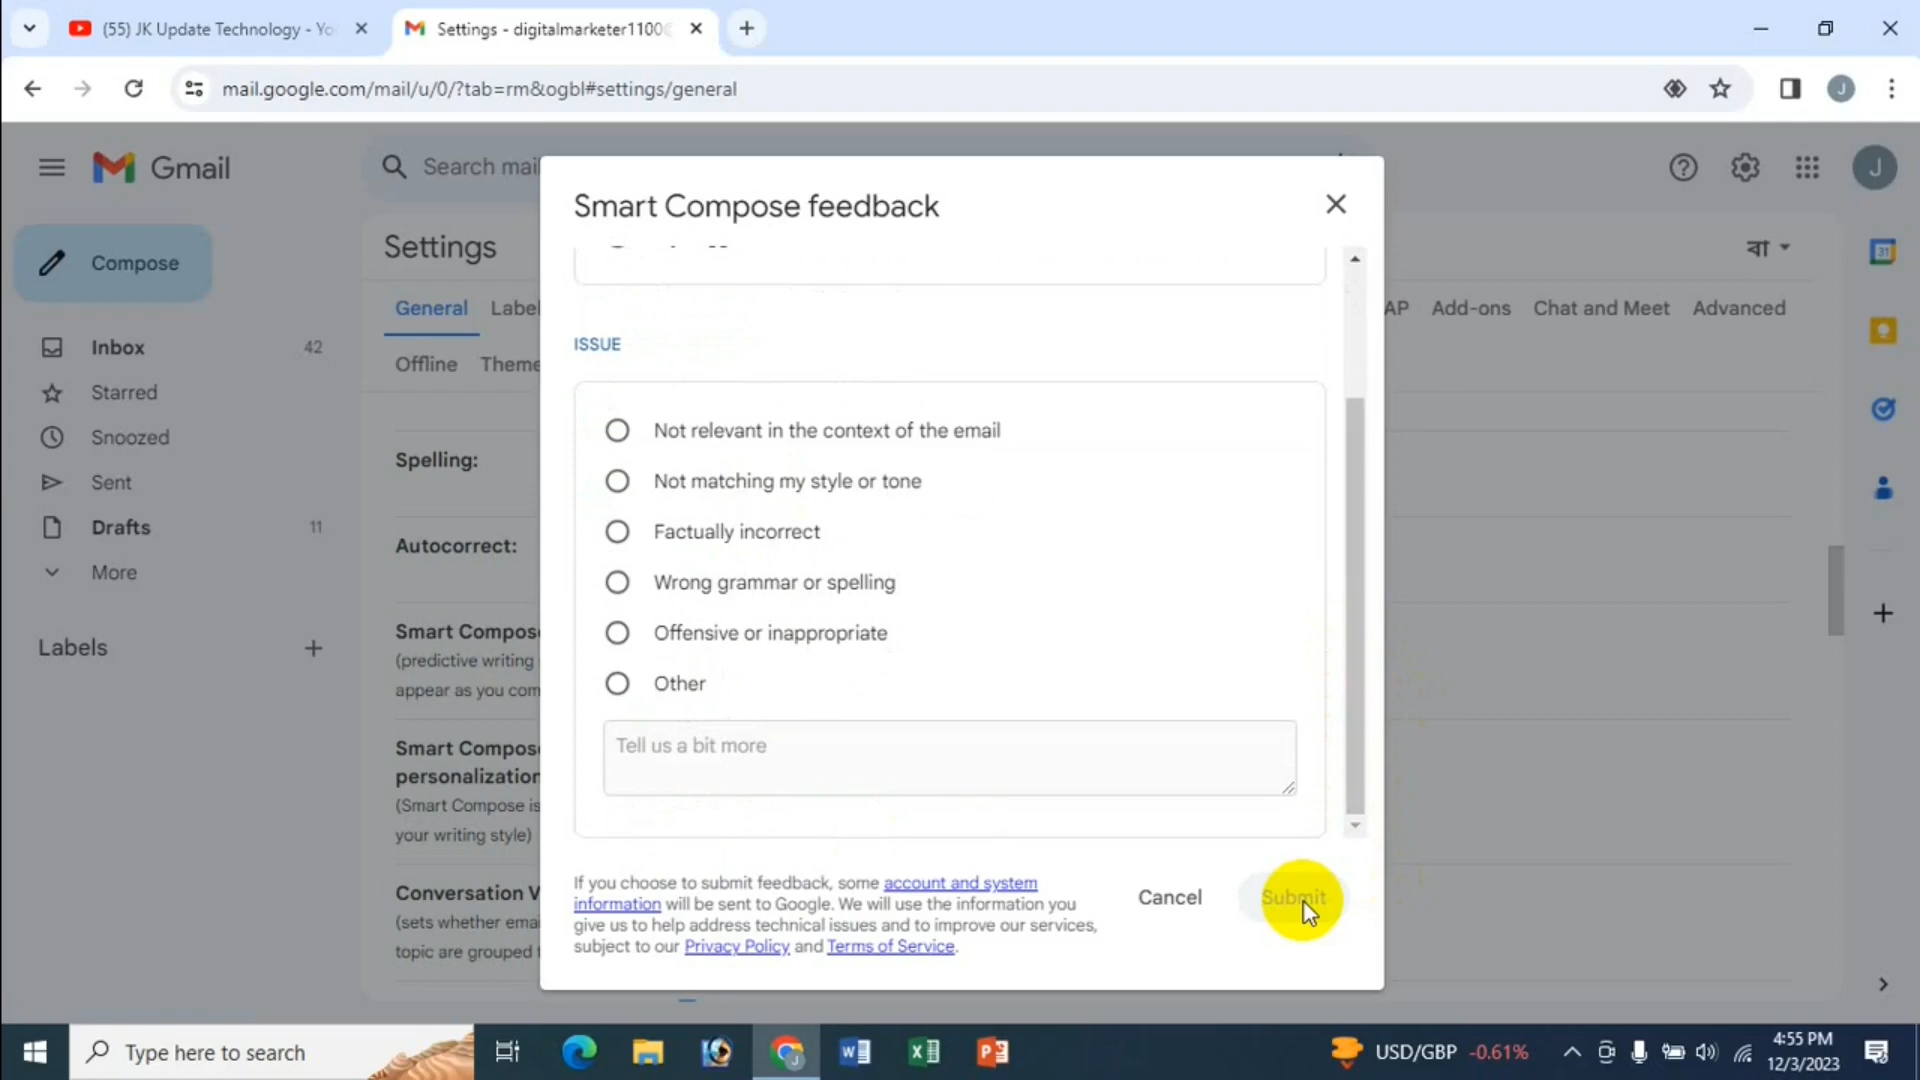 (55) JK Update Technology - Yo
Settings - digitalmarketer1100@
mail.google.com/mail/u/0/?tab=rm&ogbl#settings/general
J
Gmail
Search mail
J
Compose
Inbox 42
Starred
Snoozed
Sent
Drafts 11
More
Labels
Settings
বা
General
Label
AP
Add-ons
Chat and Meet
Advanced
Offline
Theme
Spelling:
Autocorrect:
Smart Compos
(predictive writing
appear as you com
Smart Compos
personalization
(Smart Compose is
your writing style)
Conversation V
(sets whether emai
topic are grouped t
31
Smart Compose feedback
ISSUE
Not relevant in the context of the email
Not matching my style or tone
Factually incorrect
Wrong grammar or spelling
Offensive or inappropriate
Other
Tell us a bit more
If you choose to submit feedback, some account and system
information will be sent to Google. We will use the information you
give us to help address technical issues and to improve our services,
subject to our Privacy Policy and Terms of Service.
Cancel
Submit
Type here to search
USD/GBP -0.61%
4:55 PM
12/3/2023